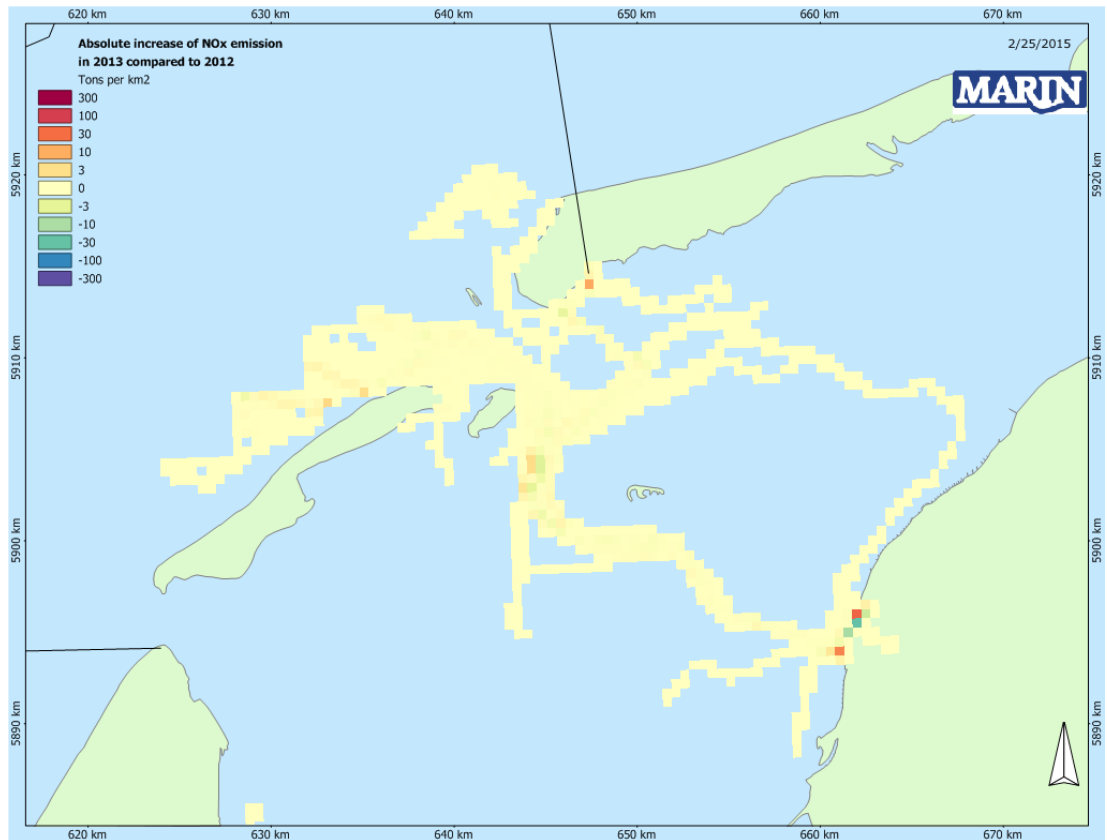 620 km 630 km 640 km 650 km 660 km 670 km
Absolute increase of NOx emission
in 2013 compared to 2012
Tons per km2
300
100
30
10
3
0
-3
-10
-30
-100
-300
2/25/2015
MARIN
5920 km 5920 km
5910 km 5910 km
5900 km 5900 km
5890 km 5890 km
620 km 630 km 640 km 650 km 660 km 670 km